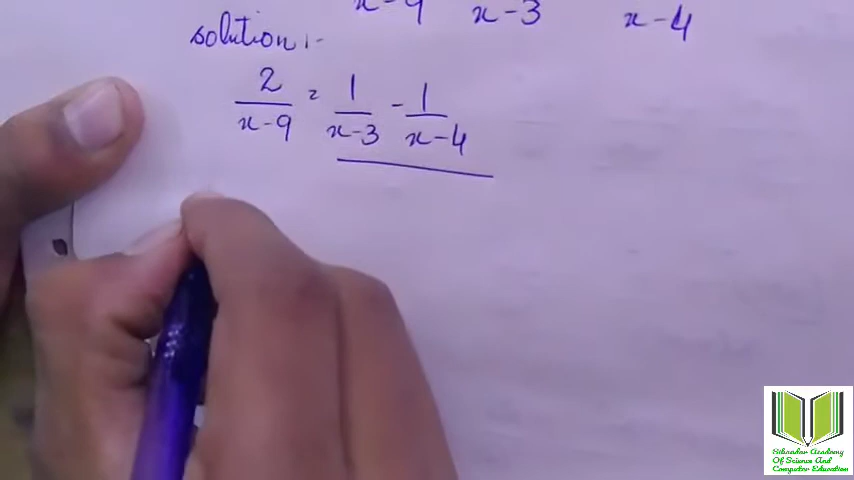 x-9 x-3 x-4
solution :-
2/x-9 = 1/x-3 - 1/x-4
Sikandar Academy
Of Science And
Computer Education